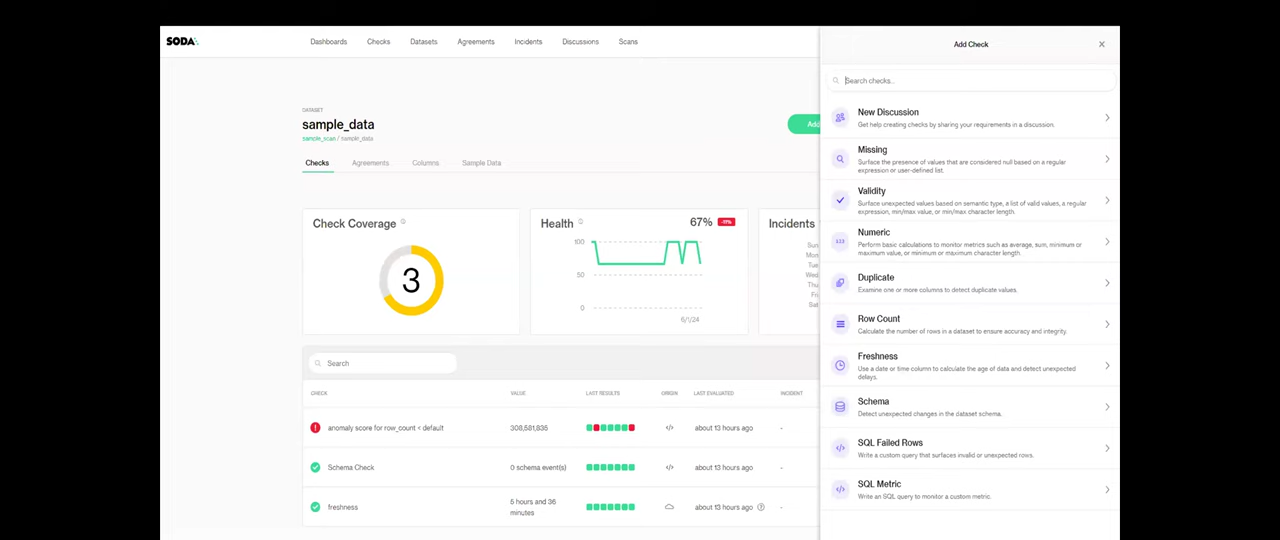 SODA
Dashboards Checks Datasets Agreements Incidents Discussions Scans
DATASET
sample_data
sample_scan / sample_data
Add
Checks Agreements Columns Sample Data
Check Coverage
3
Health
67%
-11%
100
50
0
6/1/24
Incidents
Sun
Mon
Tue
Wed
Thu
Fri
Sat
Search
CHECK VALUE LAST RESULTS ORIGIN LAST EVALUATED INCIDENT
anomaly score for row_count < default 308,581,835 </> about 13 hours ago -
Schema Check 0 schema event(s) </> about 13 hours ago -
freshness 5 hours and 36 minutes about 13 hours ago -
Add Check
Search checks...
New Discussion
Get help creating checks by sharing your requirements in a discussion.
Missing
Surface the presence of values that are considered null based on a regular
expression or user-defined list.
Validity
Surface unexpected values based on semantic type, a list of valid values, a regular
expression, min/max value, or min/max character length.
123
Numeric
Perform basic calculations to monitor metrics such as average, sum, minimum or
maximum value, or minimum or maximum character length.
Duplicate
Examine one or more columns to detect duplicate values.
Row Count
Calculate the number of rows in a dataset to ensure accuracy and integrity.
Freshness
Use a date or time column to calculate the age of data and detect unexpected
delays.
Schema
Detect unexpected changes in the dataset schema.
</>
SQL Failed Rows
Write a custom query that surfaces invalid or unexpected rows.
</>
SQL Metric
Write an SQL query to monitor a custom metric.